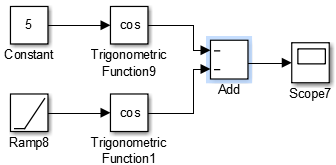 5
cos
Constant
Trigonometric
Function9
−
−
Add
Scope7
cos
Ramp8
Trigonometric
Function1